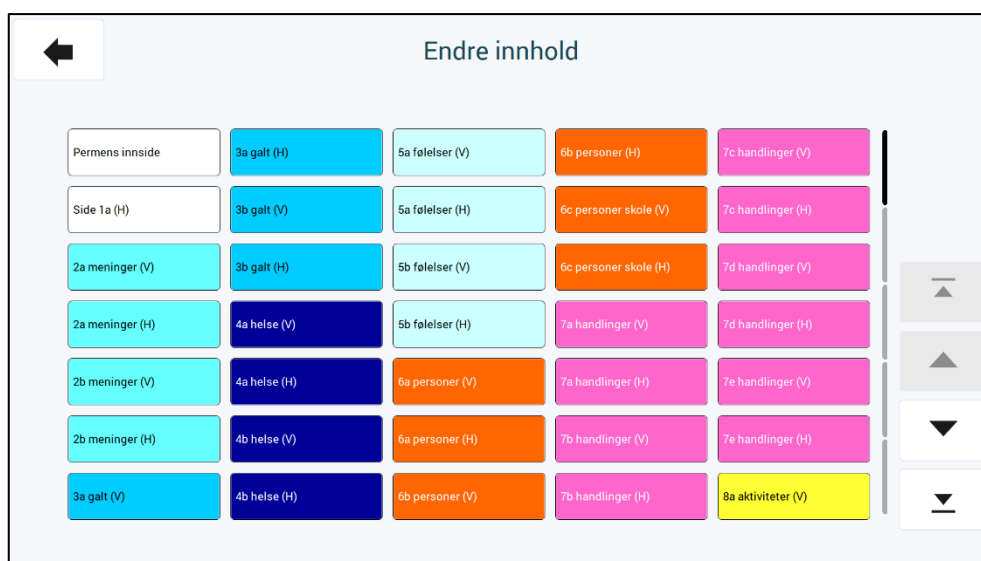 Endre innhold
Permens innside
Side 1a (H)
2a meninger (V)
2a meninger (H)
2b meninger (V)
2b meninger (H)
3a galt (V)
3a galt (H)
3b galt (V)
3b galt (H)
4a helse (V)
4a helse (H)
4b helse (V)
4b helse (H)
5a følelser (V)
5a følelser (H)
5b følelser (V)
5b følelser (H)
6a personer (V)
6a personer (H)
6b personer (V)
6b personer (H)
6c personer skole (V)
6c personer skole (H)
7a handlinger (V)
7a handlinger (H)
7b handlinger (V)
7b handlinger (H)
7c handlinger (V)
7c handlinger (H)
7d handlinger (V)
7d handlinger (H)
7e handlinger (V)
7e handlinger (H)
8a aktiviteter (V)